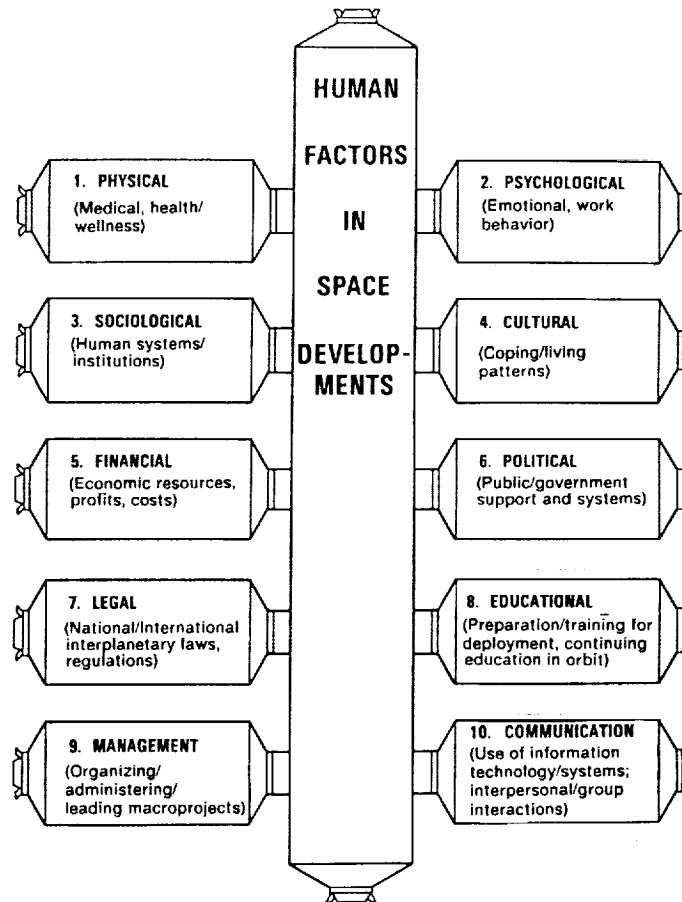 HUMAN
FACTORS
IN
SPACE
DEVELOP-
MENTS
1. PHYSICAL
(Medical, health/
wellness)
2. PSYCHOLOGICAL
(Emotional, work
behavior)
3. SOCIOLOGICAL
(Human systems/
institutions)
4. CULTURAL
(Coping/living
patterns)
5. FINANCIAL
(Economic resources,
profits, costs)
6. POLITICAL
(Public/government
support and systems)
7. LEGAL
(National/International
interplanetary laws,
regulations)
8. EDUCATIONAL
(Preparation/training for
deployment, continuing
education in orbit)
9. MANAGEMENT
(Organizing/
administering/
leading macroprojects)
10. COMMUNICATION
(Use of information
technology/systems;
interpersonal/group
interactions)